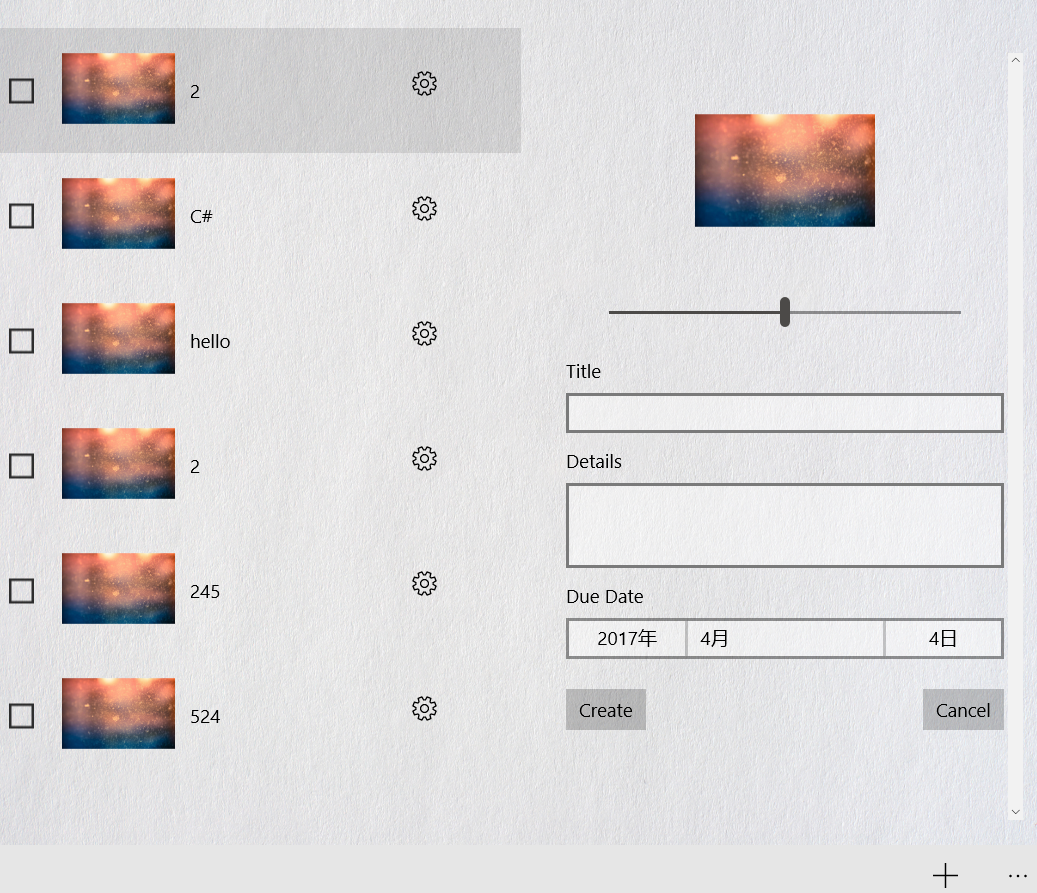 2
C#
hello
2
245
524
Title
Details
Due Date
2017年 4月 4日
Create Cancel